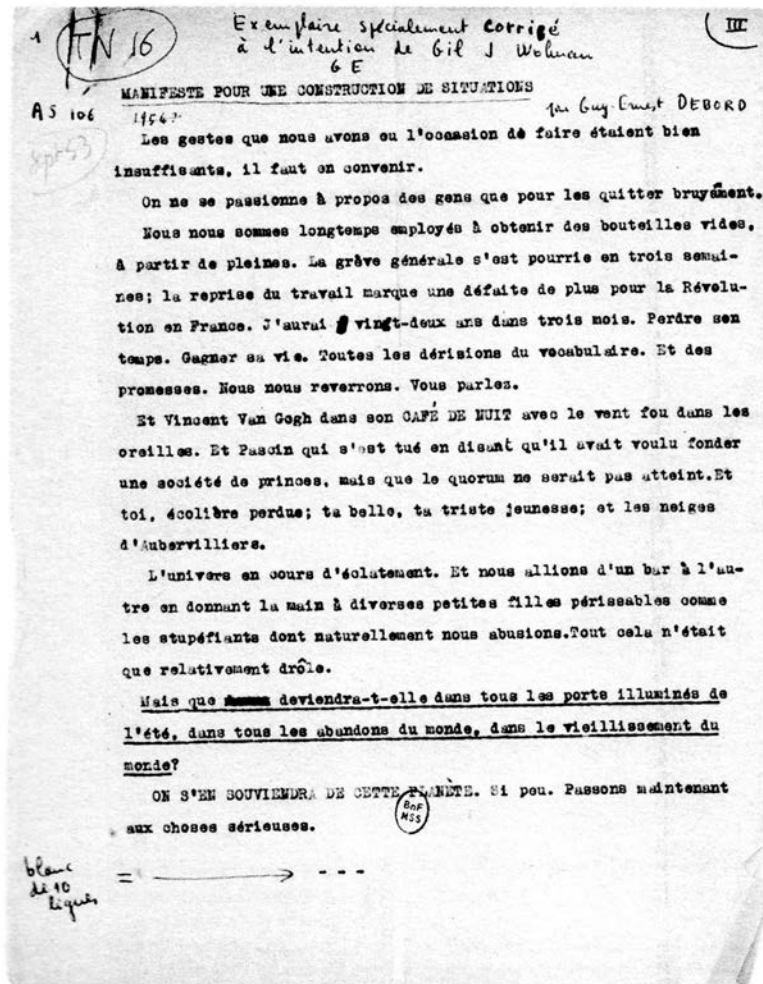 1
TN 16
Exemplaire spécialement corrigé
III
à l'intention de Gil J Wolman
GE
MANIFESTE POUR UNE CONSTRUCTION DE SITUATIONS
AS 106
par Guy-Ernest DEBORD
sept 53
Les gestes que nous avons eu l'occasion de faire étaient bien
insuffisants, il faut en convenir.
On ne se passionne à propos des gens que pour les quitter bruyament.
Nous nous sommes longtemps employés à obtenir des bouteilles vides,
à partir de pleines. La grève générale s'est pourrie en trois semai-
nes; la reprise du travail marque une défaite de plus pour la Révolu-
tion en France. J'aurai vingt-deux ans dans trois mois. Perdre son
temps. Gagner sa vie. Toutes les dérisions du vocabulaire. Et des
promesses. Nous nous reverrons. Vous parlez.
Et Vincent Van Gogh dans son CAFÉ DE NUIT avec le vent fou dans les
oreilles. Et Pascin qui s'est tué en disant qu'il avait voulu fonder
une société de princes, mais que le quorum ne serait pas atteint.Et
toi, écolière perdue; ta belle, ta triste jeunesse; et les neiges
d'Aubervilliers.
L'univers en cours d'éclatement. Et nous allions d'un bar à l'au-
tre en donnant la main à diverses petites filles périssables comme
les stupéfiants dont naturellement nous abusions.Tout cela n'était
que relativement drôle.
Mais que deviendra-t-elle dans tous les porte illuminés de
l'été, dans tous les abandons du monde, dans le vieillissement du
monde?
ON S'EN SOUVIENDRA DE CETTE PLANÈTE. Si peu. Passons maintenant
aux choses sérieuses.
BnF
MSS
blanc
de 10
lignes
= → - - -